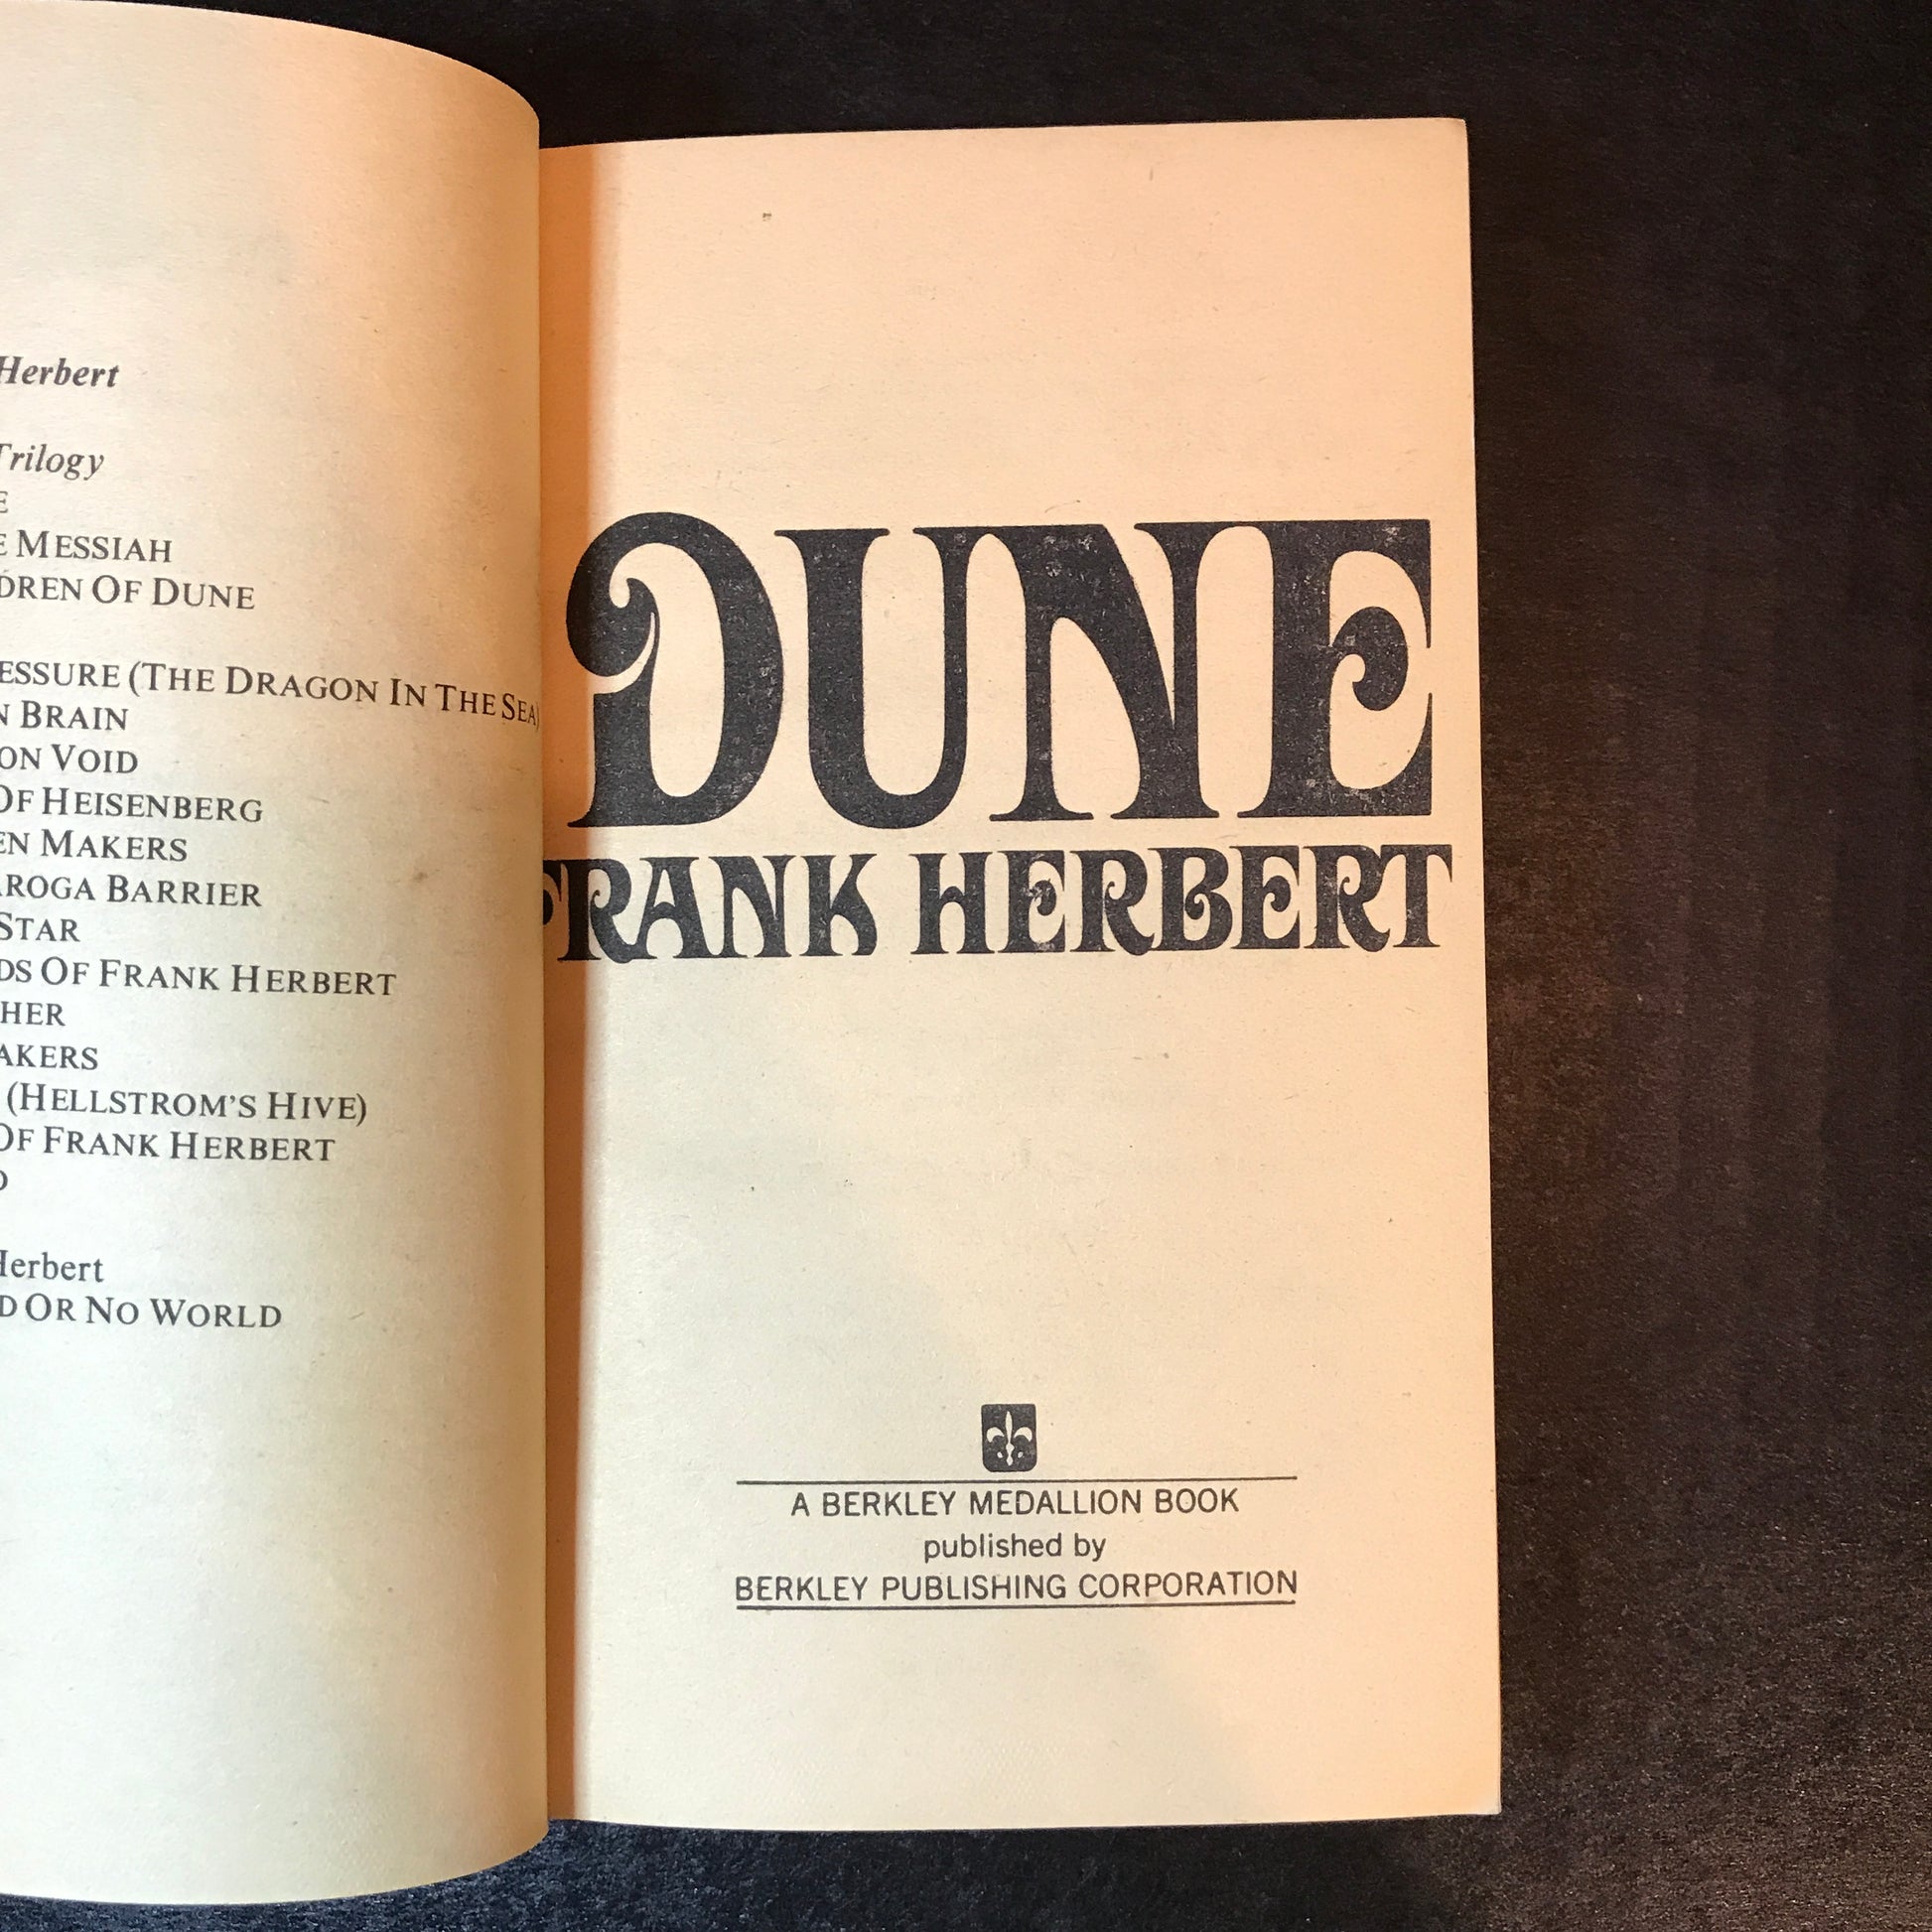 Herbert
Trilogy
E
E MESSIAH
DREN OF DUNE
ESSURE (THE DRAGON IN THE SEA)
N BRAIN
ON VOID
OF HEISENBERG
EN MAKERS
AROGA BARRIER
STAR
DS OF FRANK HERBERT
HER
AKERS
(HELLSTROM'S HIVE)
OF FRANK HERBERT
D
Herbert
D OR NO WORLD
DUNE
FRANK HERBERT
A BERKLEY MEDALLION BOOK
published by
BERKLEY PUBLISHING CORPORATION